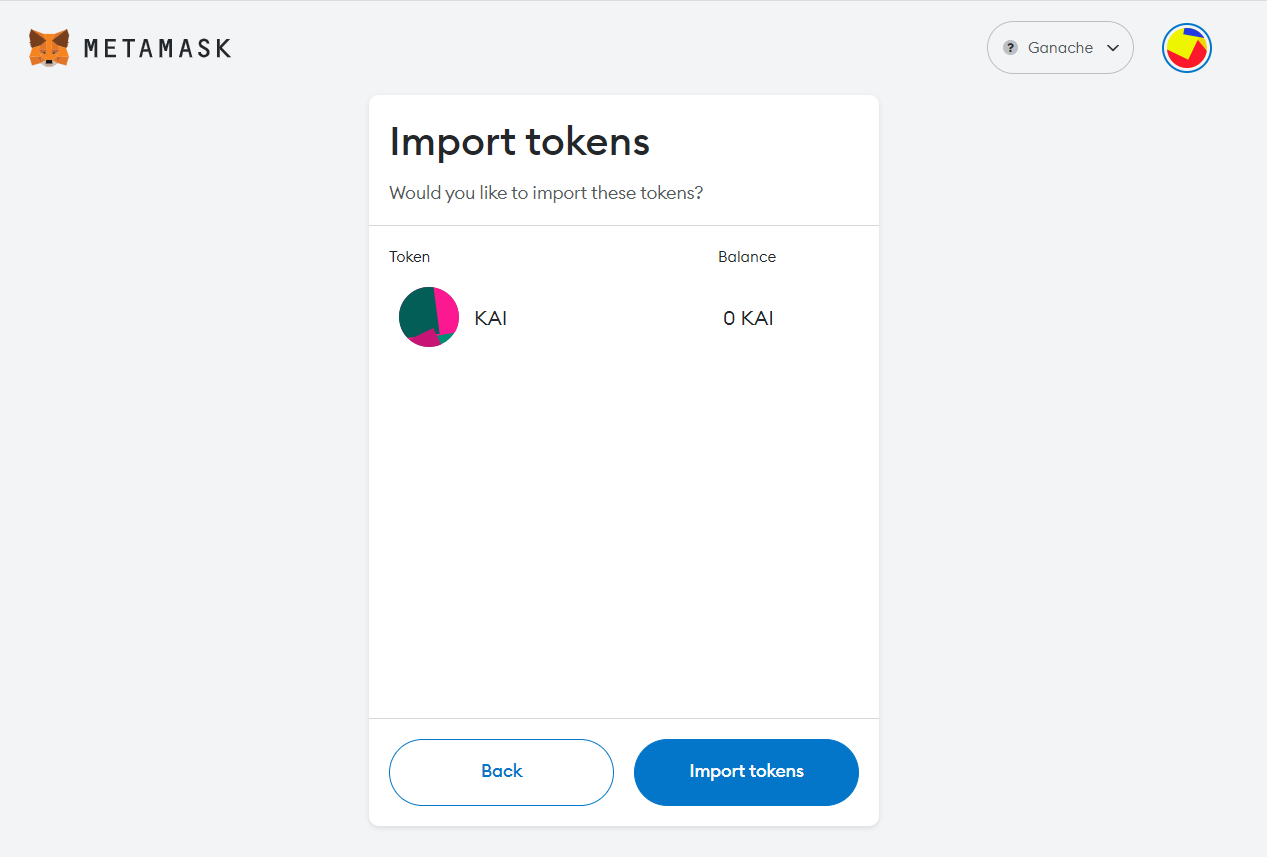 METAMASK
? Ganache
Import tokens
Would you like to import these tokens?
Token Balance
KAI 0 KAI
Back Import tokens